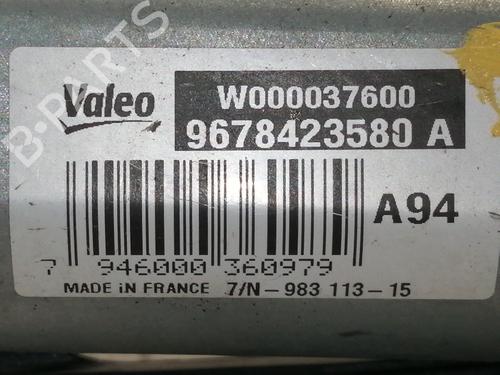 B-PARTS
Valeo
W000037600
9678423580 A
A94
7 946000 360979
MADE iN FRANCE 7/N-983 113-15